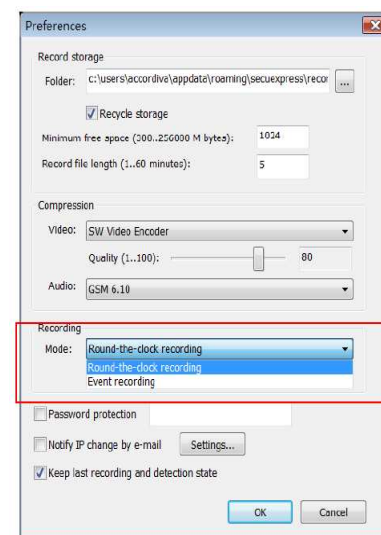 Preferences
Record storage
Folder: c:\users\accordiva\appdata\roaming\secuexpress\recor ...
Recycle storage
Minimum free space (300..256000 M bytes): 1024
Record file length (1..60 minutes): 5
Compression
Video: SW Video Encoder
Quality (1..100): 80
Audio: GSM 6.10
Recording
Mode: Round-the-clock recording
Round-the-clock recording
Event recording
Password protection
Notify IP change by e-mail Settings...
Keep last recording and detection state
OK Cancel